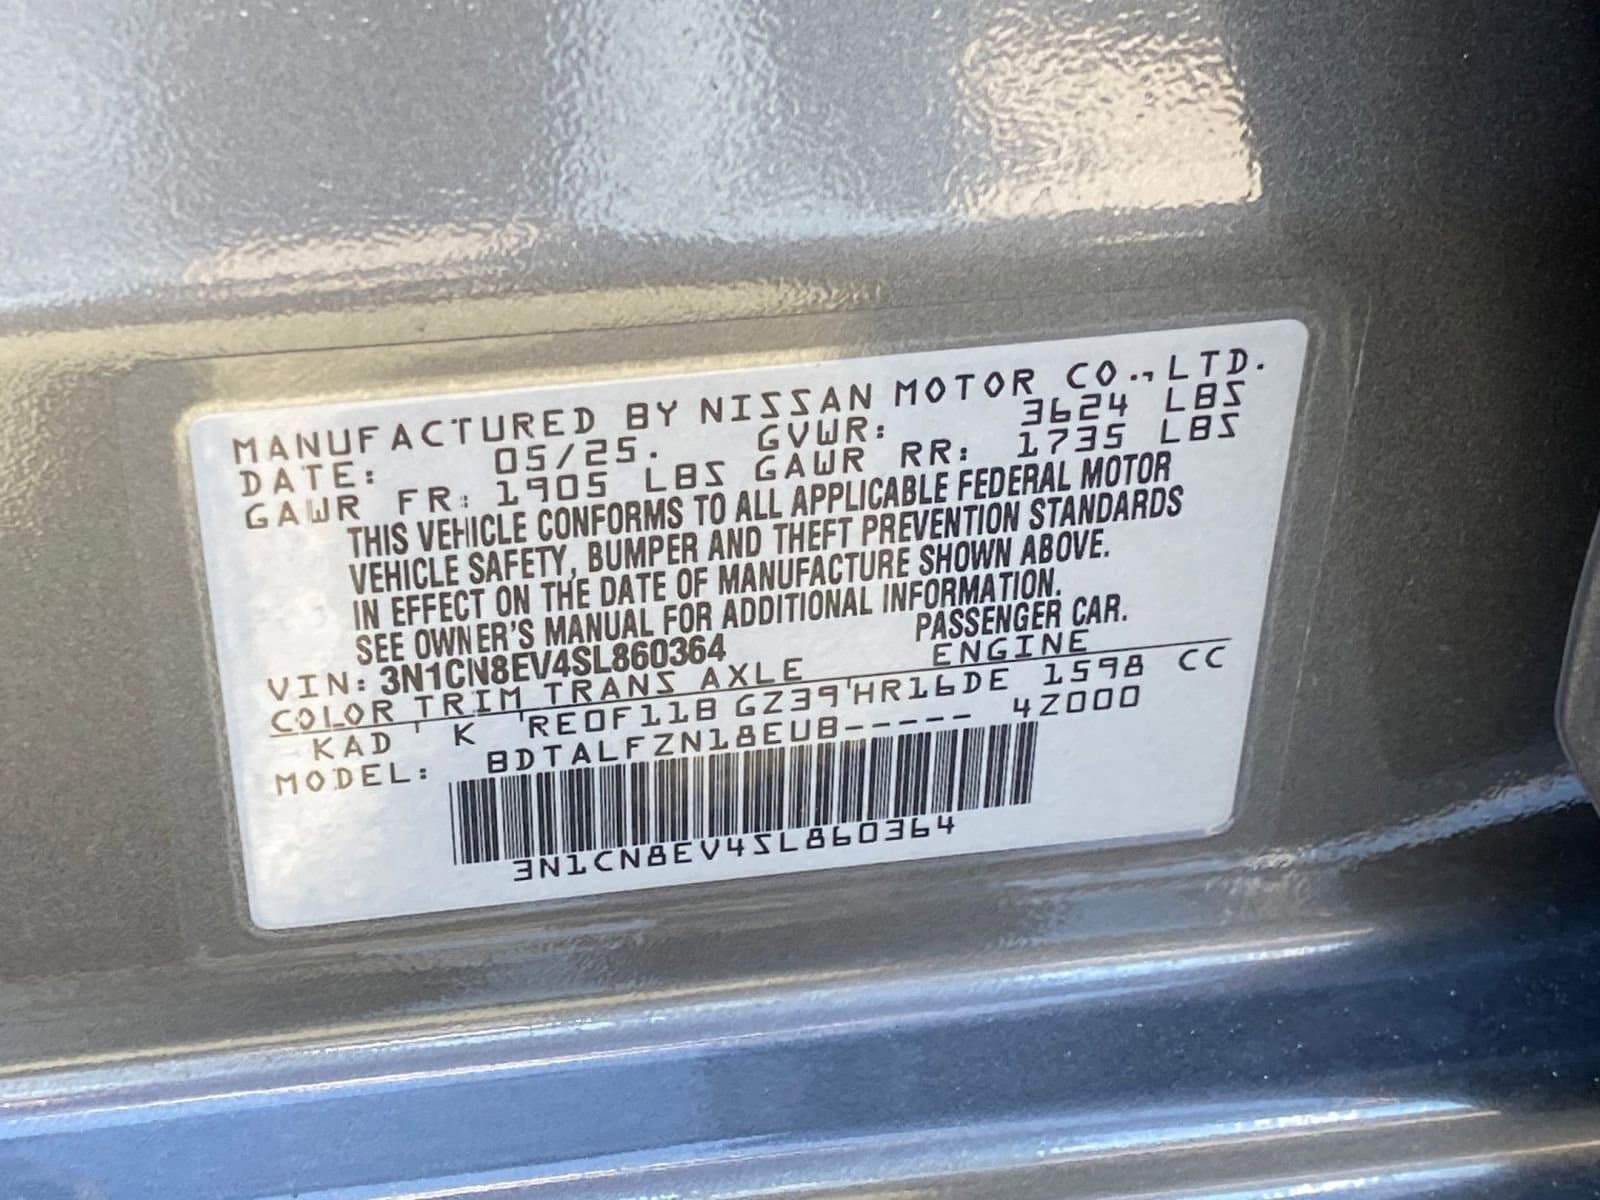 MANUFACTURED BY NISSAN MOTOR CO.,LTD.
DATE: 05/25. GVWR: 3624 LBS
GAWR FR: 1905 LBS GAWR RR: 1735 LBS
THIS VEHICLE CONFORMS TO ALL APPLICABLE FEDERAL MOTOR
VEHICLE SAFETY, BUMPER AND THEFT PREVENTION STANDARDS
IN EFFECT ON THE DATE OF MANUFACTURE SHOWN ABOVE.
SEE OWNER'S MANUAL FOR ADDITIONAL INFORMATION.
VIN: 3N1CN8EV4SL860364 PASSENGER CAR.
COLOR TRIM TRANS AXLE ENGINE
KAD K RE0F11B GZ39 HR16DE 1598 CC
MODEL: BDTALFZN18EUB----- 4Z000
3N1CN8EV4SL860364